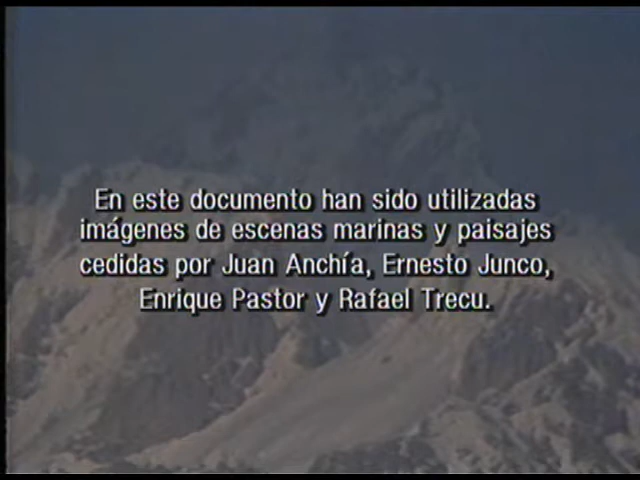 En este documento han sido utilizadas
imágenes de escenas marinas y paisajes
cedidas por Juan Anchía, Ernesto Junco,
Enrique Pastor y Rafael Trecu.